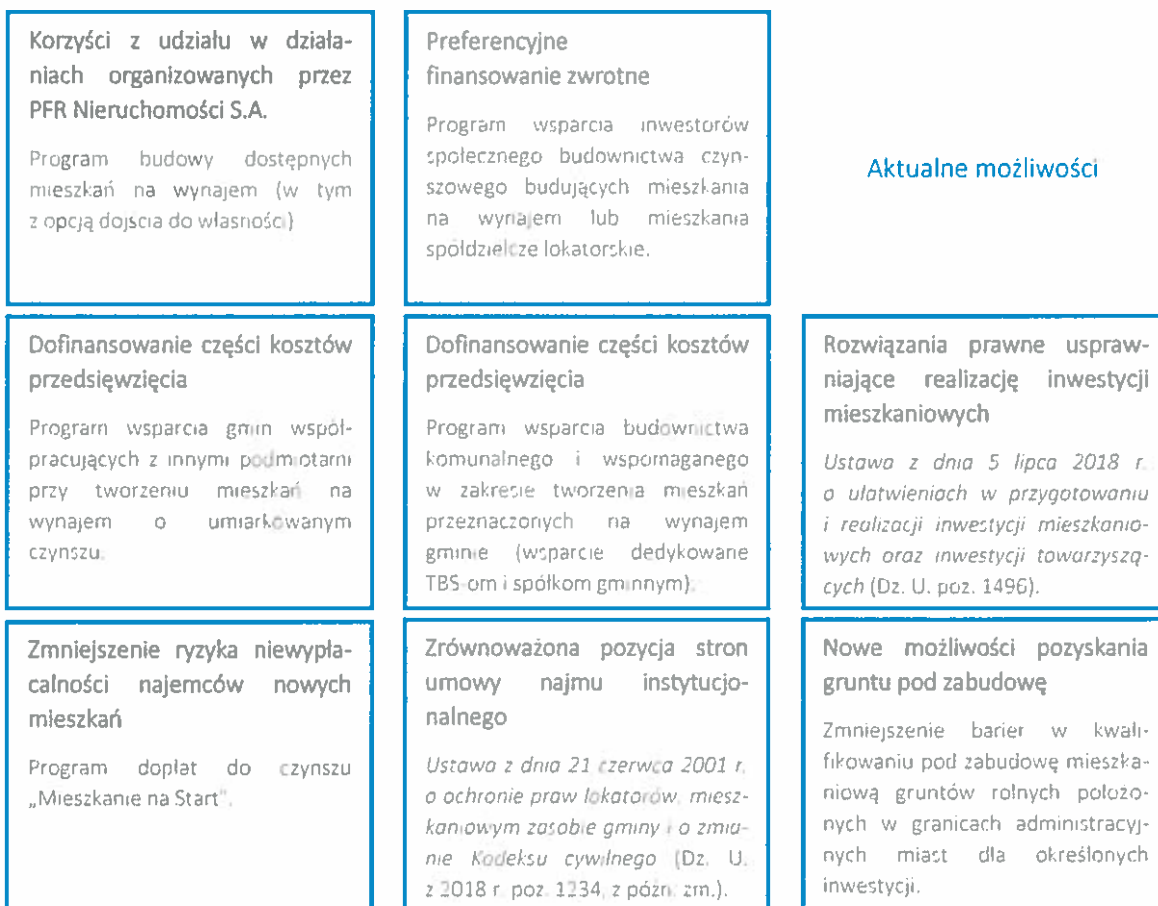 Korzyści z udziału w działa-
niach organizowanych przez
PFR Nieruchomości S.A.
Program budowy dostępnych
mieszkań na wynajem (w tym
z opcją dojścia do własności)
Preferencyjne
finansowanie zwrotne
Program wsparcia inwestorów
społecznego budownictwa czyn-
szowego budujących mieszkania
na wynajem lub mieszkania
spółdzielcze lokatorskie.
Aktualne możliwości
Dofinansowanie części kosztów
przedsięwzięcia
Program wsparcia gmin współ-
pracujących z innymi podmiotami
przy tworzeniu mieszkań na
wynajem o umiarkowanym
czynszu.
Dofinansowanie części kosztów
przedsięwzięcia
Program wsparcia budownictwa
komunalnego i wspomaganego
w zakresie tworzenia mieszkań
przeznaczonych na wynajem
gminie (wsparcie dedykowane
TBS-om i spółkom gminnym).
Rozwiązania prawne uspraw-
niające realizację inwestycji
mieszkaniowych
Ustawa z dnia 5 lipca 2018 r.
o ułatwieniach w przygotowaniu
i realizacji inwestycji mieszkanio-
wych oraz inwestycji towarzyszą-
cych (Dz. U. poz. 1496).
Zmniejszenie ryzyka niewypła-
calności najemców nowych
mieszkań
Program dopłat do czynszu
„Mieszkanie na Start".
Zrównoważona pozycja stron
umowy najmu instytucjo-
nalnego
Ustawa z dnia 21 czerwca 2001 r.
o ochronie praw lokatorów, miesz-
kaniowym zasobie gminy i o zmia-
nie Kodeksu cywilnego (Dz. U.
z 2018 r. poz. 1234, z późn. zm.).
Nowe możliwości pozyskania
gruntu pod zabudowę
Zmniejszenie barier w kwali-
fikowaniu pod zabudowę mieszka-
niową gruntów rolnych położo-
nych w granicach administracyj-
nych miast dla określonych
inwestycji.